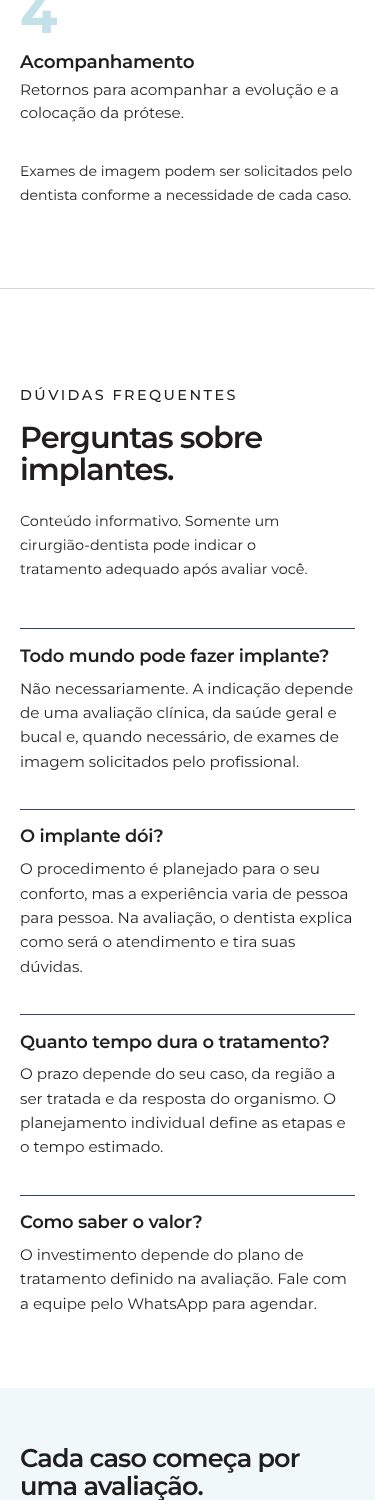 4
Acompanhamento
Retornos para acompanhar a evolução e a
colocação da prótese.
Exames de imagem podem ser solicitados pelo
dentista conforme a necessidade de cada caso.
DÚVIDAS FREQUENTES
Perguntas sobre
implantes.
Conteúdo informativo. Somente um
cirurgião-dentista pode indicar o
tratamento adequado após avaliar você.
Todo mundo pode fazer implante?
Não necessariamente. A indicação depende
de uma avaliação clínica, da saúde geral e
bucal e, quando necessário, de exames de
imagem solicitados pelo profissional.
O implante dói?
O procedimento é planejado para o seu
conforto, mas a experiência varia de pessoa
para pessoa. Na avaliação, o dentista explica
como será o atendimento e tira suas
dúvidas.
Quanto tempo dura o tratamento?
O prazo depende do seu caso, da região a
ser tratada e da resposta do organismo. O
planejamento individual define as etapas e
o tempo estimado.
Como saber o valor?
O investimento depende do plano de
tratamento definido na avaliação. Fale com
a equipe pelo WhatsApp para agendar.
Cada caso começa por
uma avaliação.